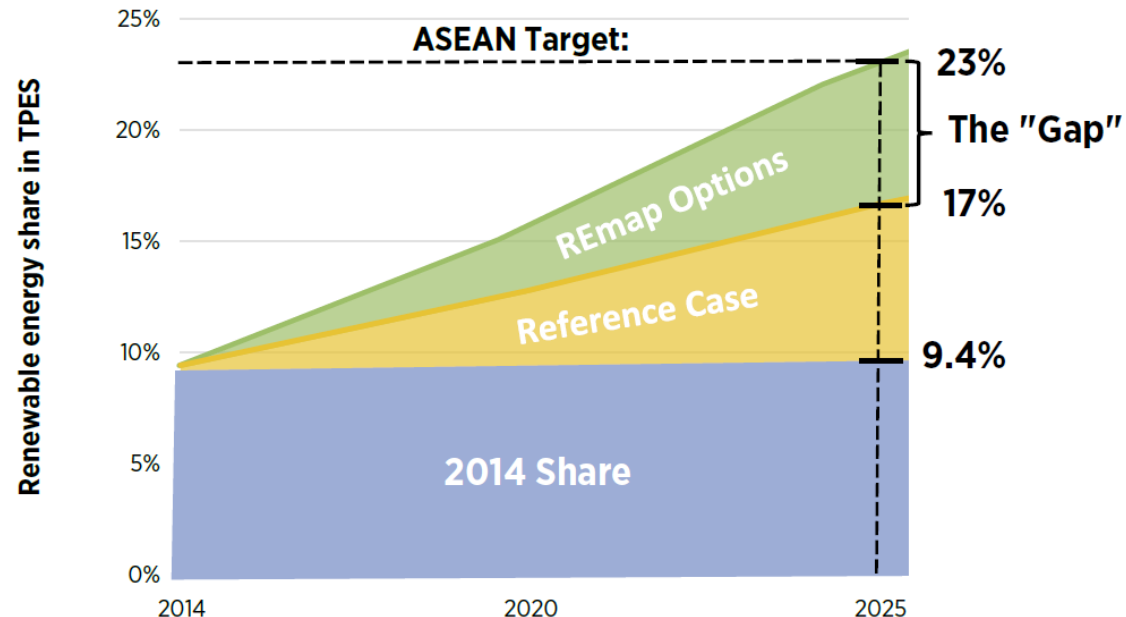 25%
ASEAN Target:
23%
The "Gap"
20%
REmap Options
17%
15%
Reference Case
10%
9.4%
5%
2014 Share
0%
2014
2020
2025
Renewable energy share in TPES